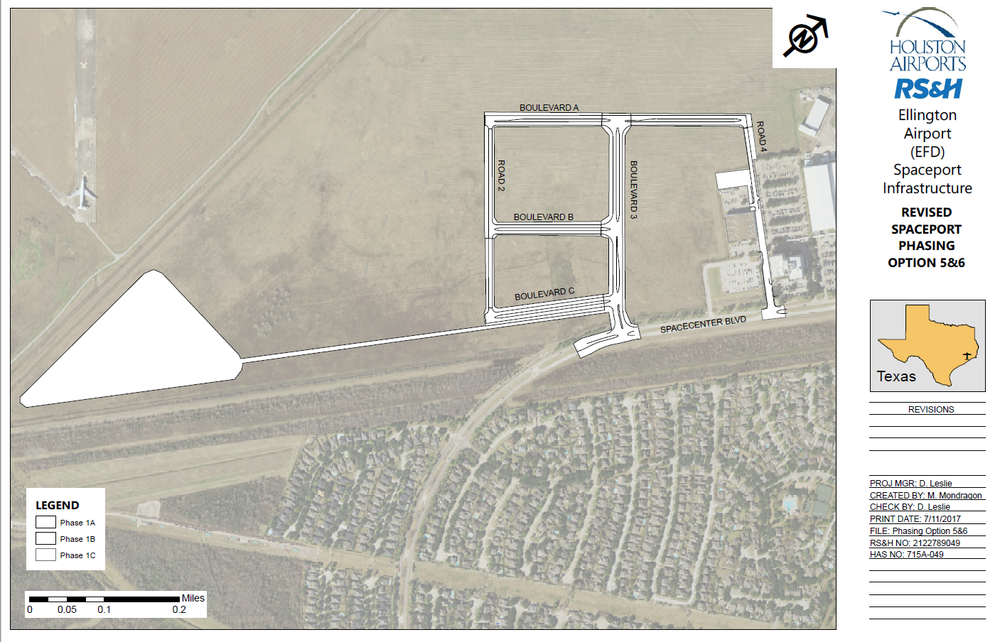 N
BOULEVARD A
ROAD 4
ROAD 2
BOULEVARD 3
BOULEVARD B
BOULEVARD C
SPACECENTER BLVD
LEGEND
Phase 1A
Phase 1B
Phase 1C
Miles
0 0.05 0.1 0.2
HOUSTON
AIRPORTS
RS&H
Ellington
Airport
(EFD)
Spaceport
Infrastructure
REVISED
SPACEPORT
PHASING
OPTION 5&6
Texas
REVISIONS
PROJ MGR: D. Leslie
CREATED BY: M. Mondragon
CHECK BY: D. Leslie
PRINT DATE: 7/11/2017
FILE: Phasing Option 5&6
RS&H NO: 2122789049
HAS NO: 715A-049